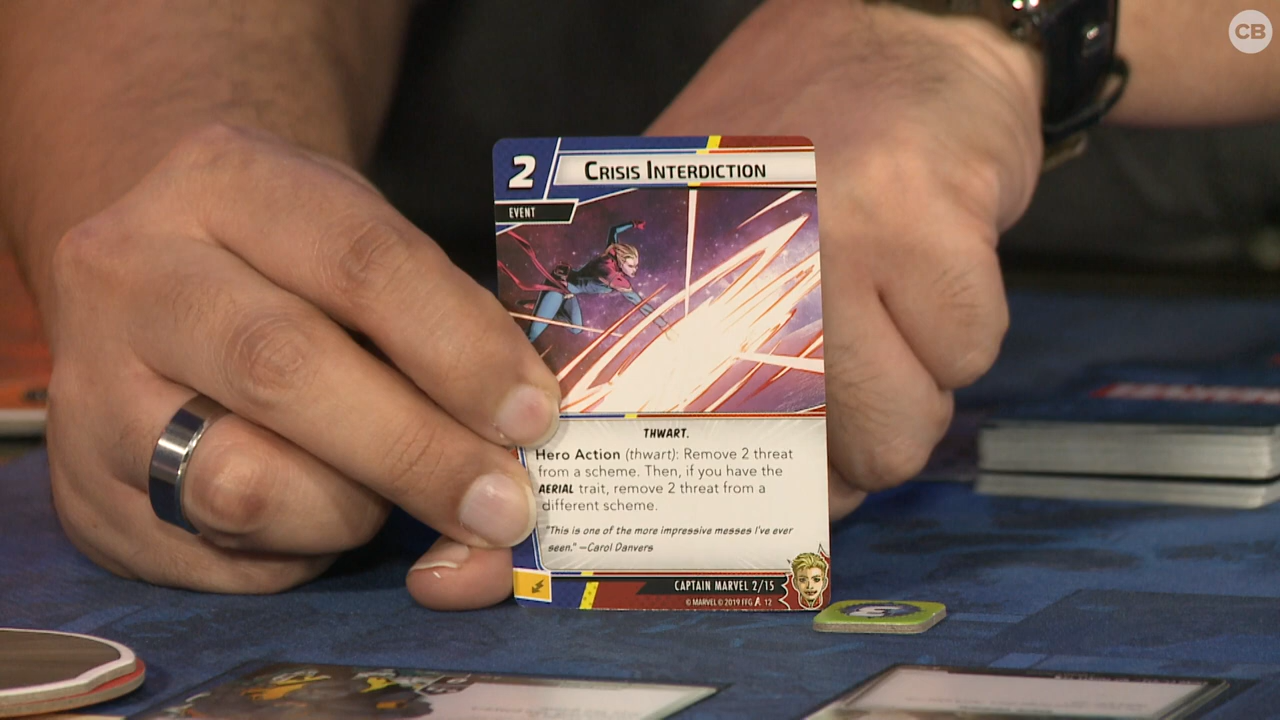 CB
2
CRISIS INTERDICTION
EVENT
THWART.
Hero Action (thwart): Remove 2 threat
from a scheme. Then, if you have the
AERIAL trait, remove 2 threat from a
different scheme.
"This is one of the more impressive messes I've ever
seen." —Carol Danvers
CAPTAIN MARVEL 2/15
© MARVEL © 2019 FFG 12